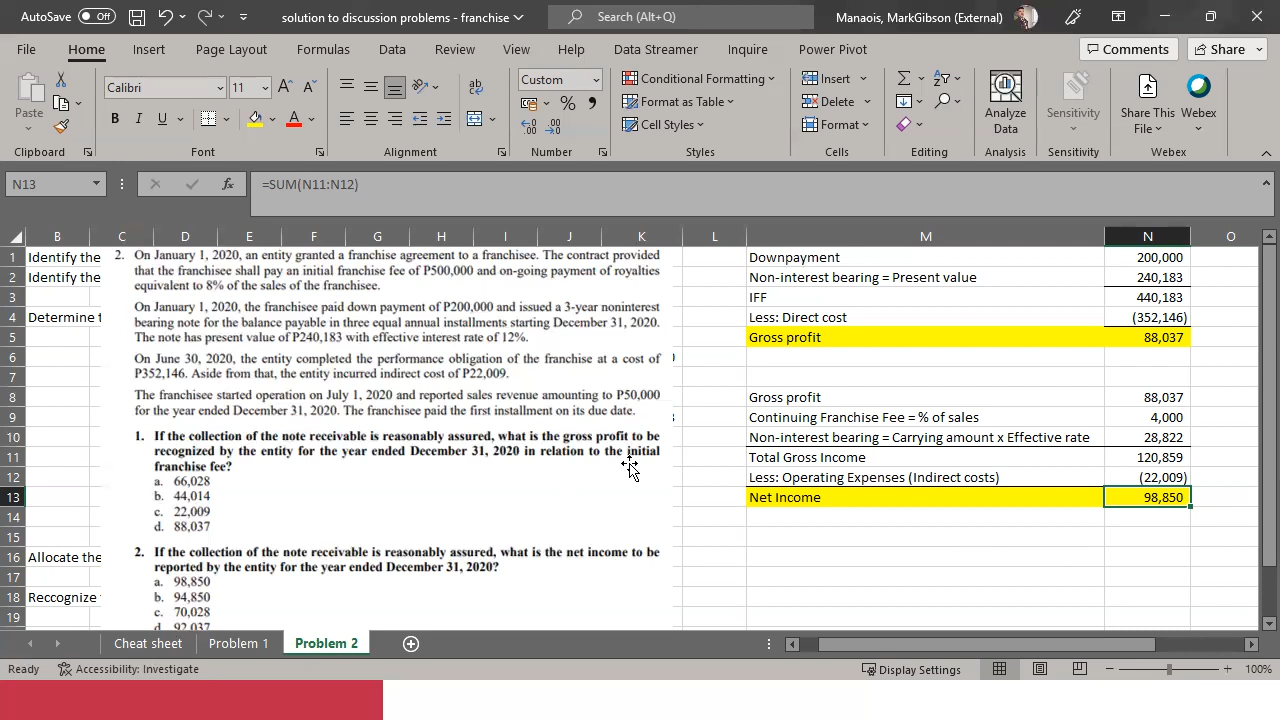 AutoSave Off solution to discussion problems - franchise Search (Alt+Q) Manaois, MarkGibson (External)
File Home Insert Page Layout Formulas Data Review View Help Data Streamer Inquire Power Pivot Comments Share
Paste Calibri 11 Custom Conditional Formatting Insert Analyze Sensitivity Share This Webex
Format as Table Delete Data File
B I U Cell Styles Format
Clipboard Font Alignment Number Styles Cells Editing Analysis Sensitivity Webex
N13 fx =SUM(N11:N12)
B C D E F G H I J K L M N O
1 Identify the
2 Identify the
3
4 Determine t
5
6
7
8
9
10
11
12
13
14
15
16 Allocate the
17
18 Reccognize
19
2. On January 1, 2020, an entity granted a franchise agreement to a franchisee. The contract provided
that the franchisee shall pay an initial franchise fee of P500,000 and on-going payment of royalties
equivalent to 8% of the sales of the franchisee.
On January 1, 2020, the franchisee paid down payment of P200,000 and issued a 3-year noninterest
bearing note for the balance payable in three equal annual installments starting December 31, 2020.
The note has present value of P240,183 with effective interest rate of 12%.
On June 30, 2020, the entity completed the performance obligation of the franchise at a cost of
P352,146. Aside from that, the entity incurred indirect cost of P22,009.
The franchisee started operation on July 1, 2020 and reported sales revenue amounting to P50,000
for the year ended December 31, 2020. The franchisee paid the first installment on its due date.
1. If the collection of the note receivable is reasonably assured, what is the gross profit to be
recognized by the entity for the year ended December 31, 2020 in relation to the initial
franchise fee?
a. 66,028
b. 44,014
c. 22,009
d. 88,037
2. If the collection of the note receivable is reasonably assured, what is the net income to be
reported by the entity for the year ended December 31, 2020?
a. 98,850
b. 94,850
c. 70,028
d. 92,037
Downpayment 200,000
Non-interest bearing = Present value 240,183
IFF 440,183
Less: Direct cost (352,146)
Gross profit 88,037
Gross profit 88,037
Continuing Franchise Fee = % of sales 4,000
Non-interest bearing = Carrying amount x Effective rate 28,822
Total Gross Income 120,859
Less: Operating Expenses (Indirect costs) (22,009)
Net Income 98,850
Cheat sheet Problem 1 Problem 2
Ready Accessibility: Investigate Display Settings 100%